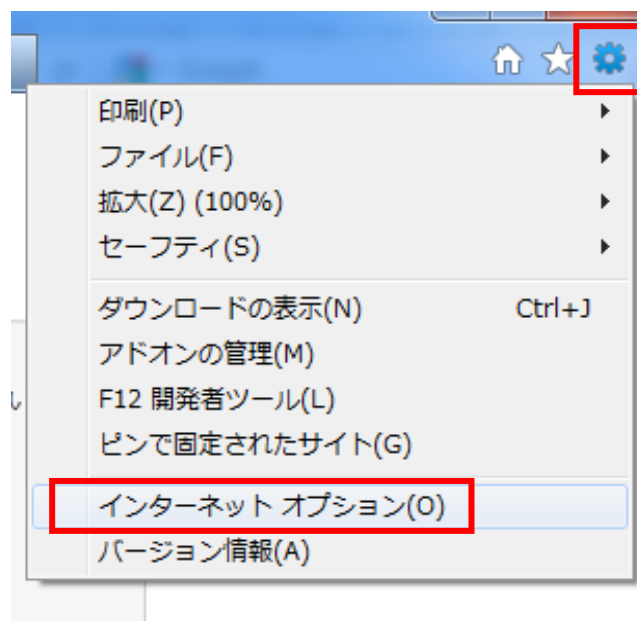 印刷(P)
ファイル(F)
拡大(Z) (100%)
セーフティ(S)
ダウンロードの表示(N) Ctrl+J
アドオンの管理(M)
F12 開発者ツール(L)
ピンで固定されたサイト(G)
インターネット オプション(O)
バージョン情報(A)